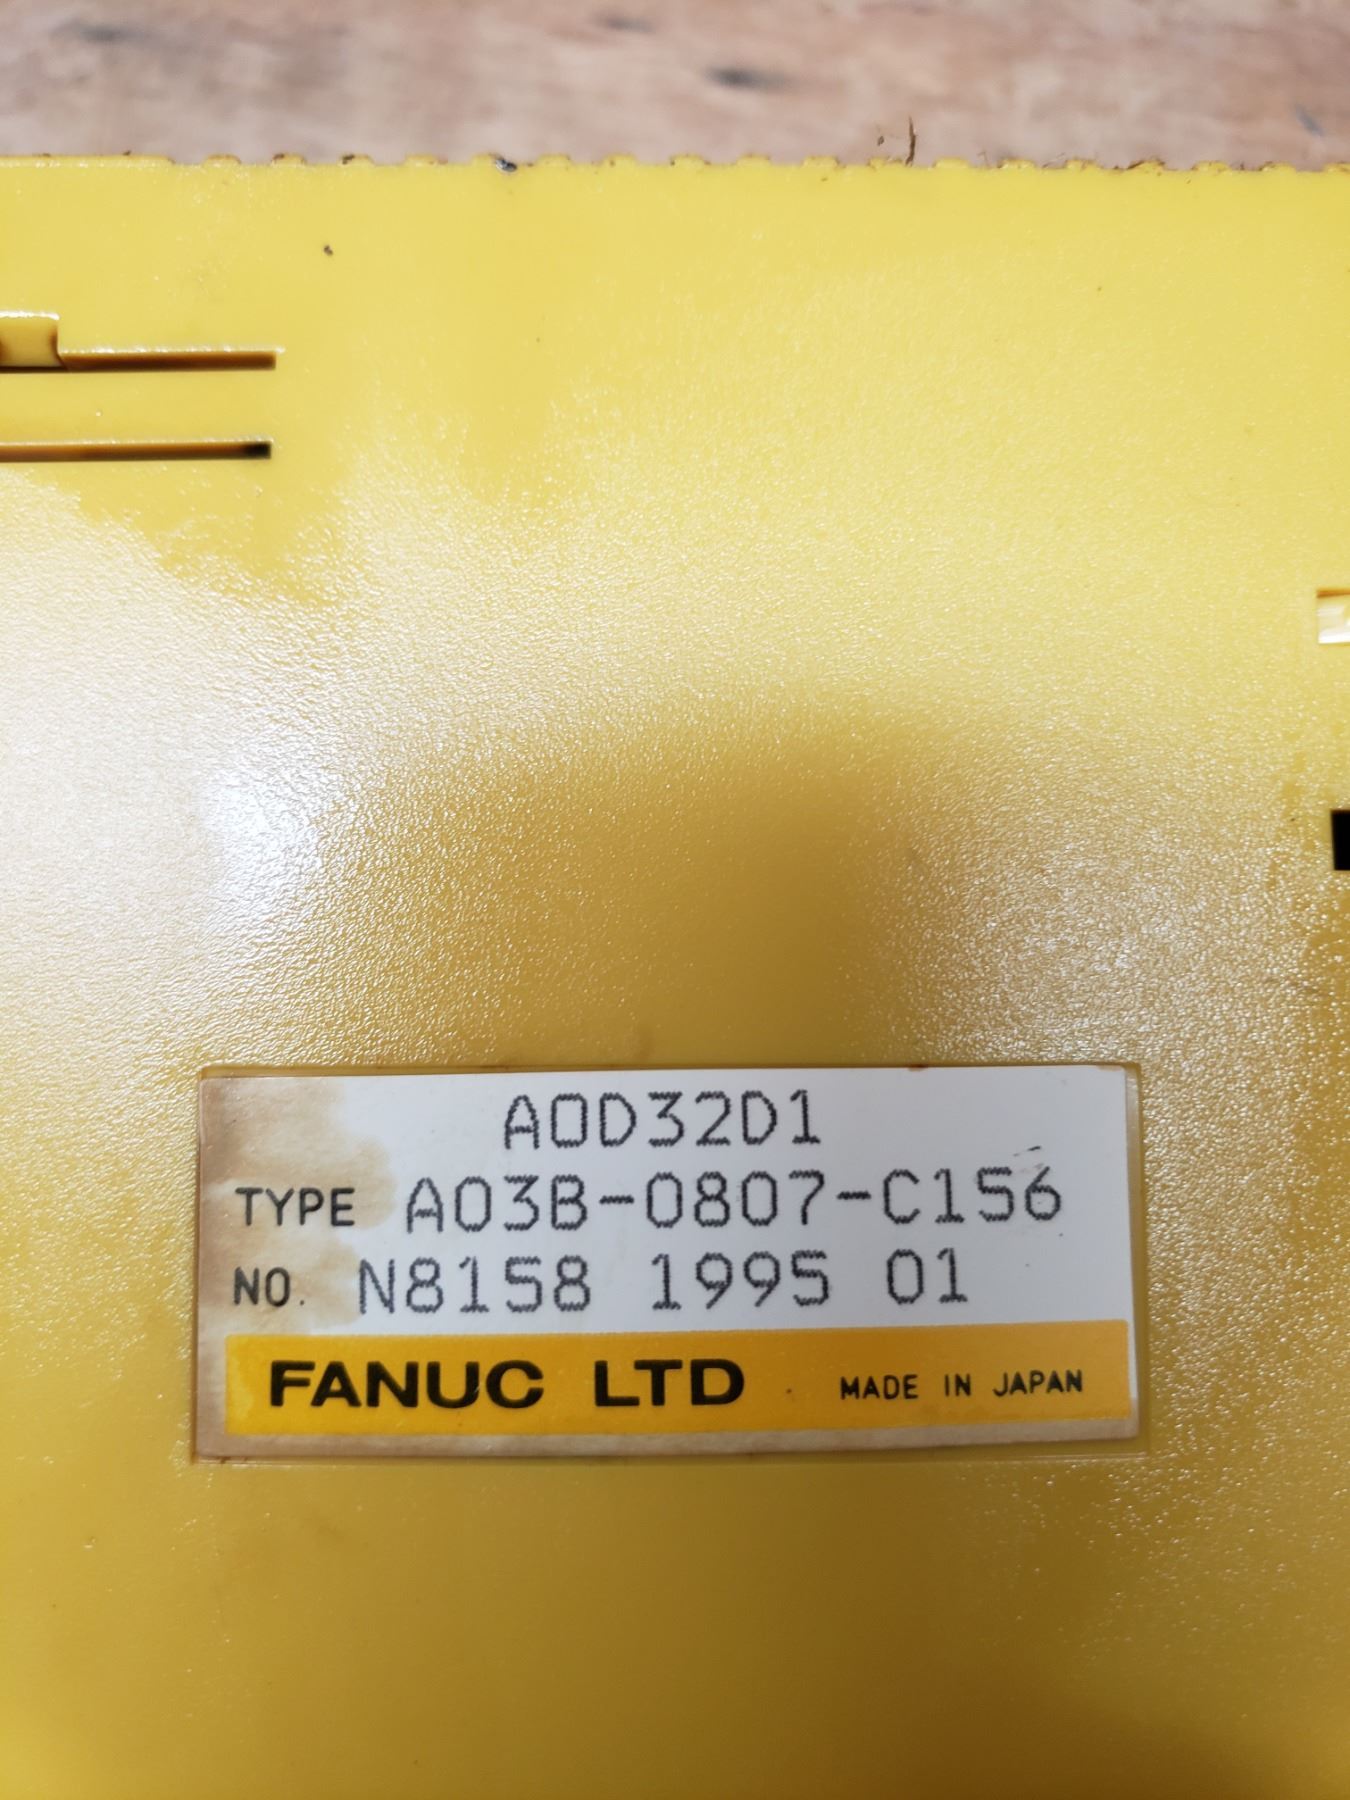 AOD32D1
TYPE A03B-0807-C156
NO. N8158 1995 01
FANUC LTD MADE IN JAPAN